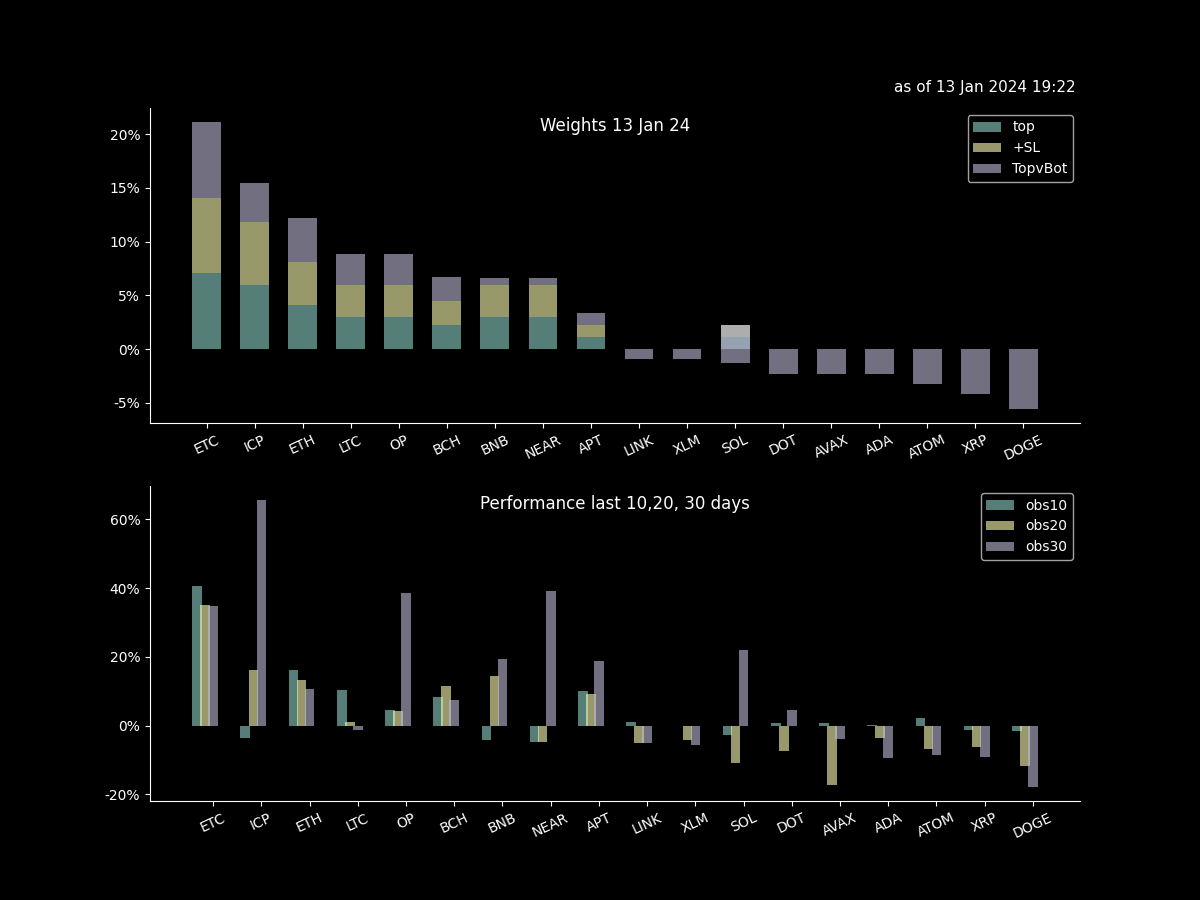 as of 13 Jan 2024 19:22
Weights 13 Jan 24
top
+SL
TopvBot
20%
15%
10%
5%
0%
-5%
ETC ICP ETH LTC OP BCH BNB NEAR APT LINK XLM SOL DOT AVAX ADA ATOM XRP DOGE
Performance last 10,20, 30 days
obs10
obs20
obs30
60%
40%
20%
0%
-20%
ETC ICP ETH LTC OP BCH BNB NEAR APT LINK XLM SOL DOT AVAX ADA ATOM XRP DOGE